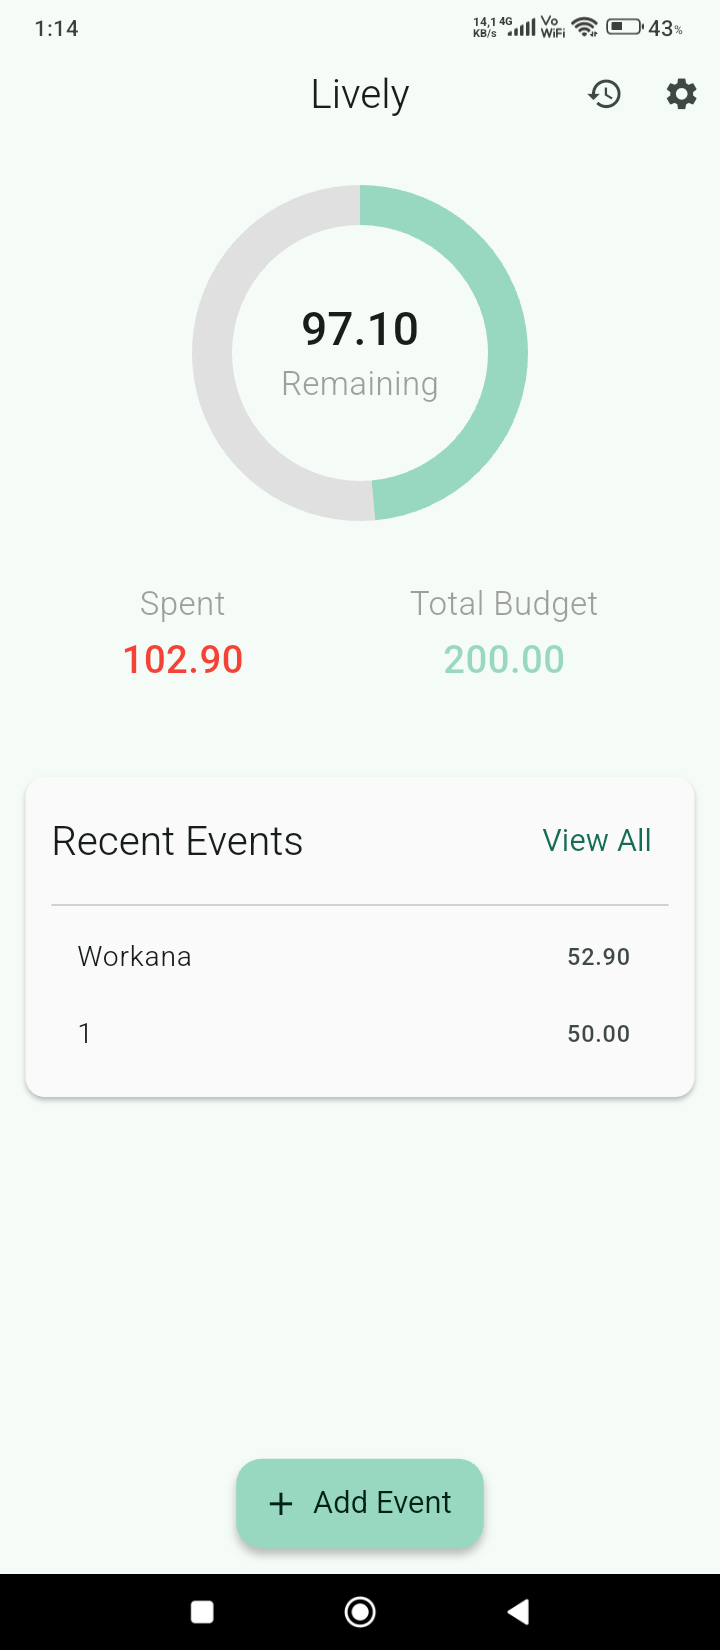 1:14
14,1 4G Vo
KB/s WiFi 43%
Lively
97.10
Remaining
Spent Total Budget
102.90 200.00
Recent Events View All
Workana 52.90
1 50.00
+ Add Event